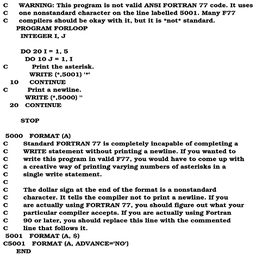 C WARNING: This program is not valid ANSI FORTRAN 77 code. It uses
C one nonstandard character on the line labelled 5001. Many F77
C compilers should be okay with it, but it is *not* standard.
PROGRAM FORLOOP
INTEGER I, J
DO 20 I = 1, 5
DO 10 J = 1, I
C Print the asterisk.
WRITE (*,5001) '*'
10 CONTINUE
C Print a newline.
WRITE (*,5000) ''
20 CONTINUE
STOP
5000 FORMAT (A)
C Standard FORTRAN 77 is completely incapable of completing a
C WRITE statement without printing a newline. If you wanted to
C write this program in valid F77, you would have to come up with
C a creative way of printing varying numbers of asterisks in a
C single write statement.
C
C The dollar sign at the end of the format is a nonstandard
C character. It tells the compiler not to print a newline. If you
C are actually using FORTRAN 77, you should figure out what your
C particular compiler accepts. If you are actually using Fortran
C 90 or later, you should replace this line with the commented
C line that follows it.
5001 FORMAT (A, $)
C5001 FORMAT (A, ADVANCE='NO')
END